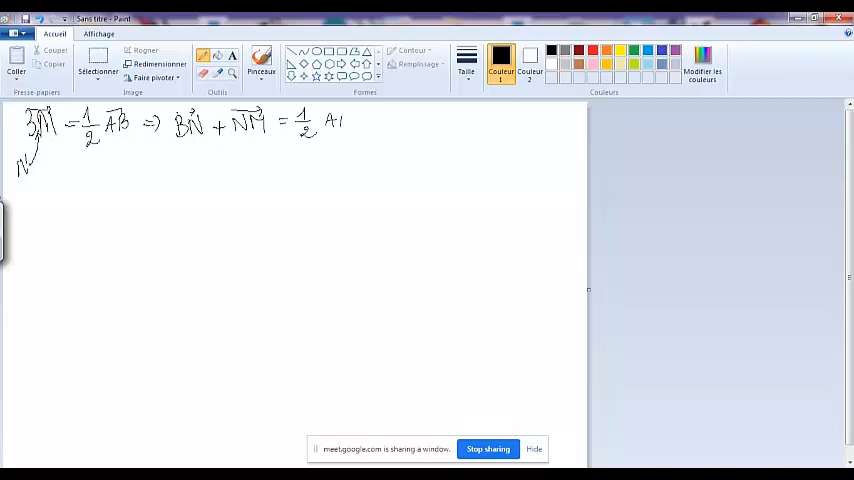 Sans titre - Paint
Accueil Affichage
Coller
Couper
Copier
Presse-papiers
Sélectionner
Rogner
Redimensionner
Faire pivoter
Image
Outils
Pinceaux
Contour
Remplissage
Formes
Taille
Couleur 1
Couleur 2
Modifier les couleurs
Couleurs
BM = 1/2 AB => BN + NM = 1/2 A
N
meet.google.com is sharing a window. Stop sharing Hide